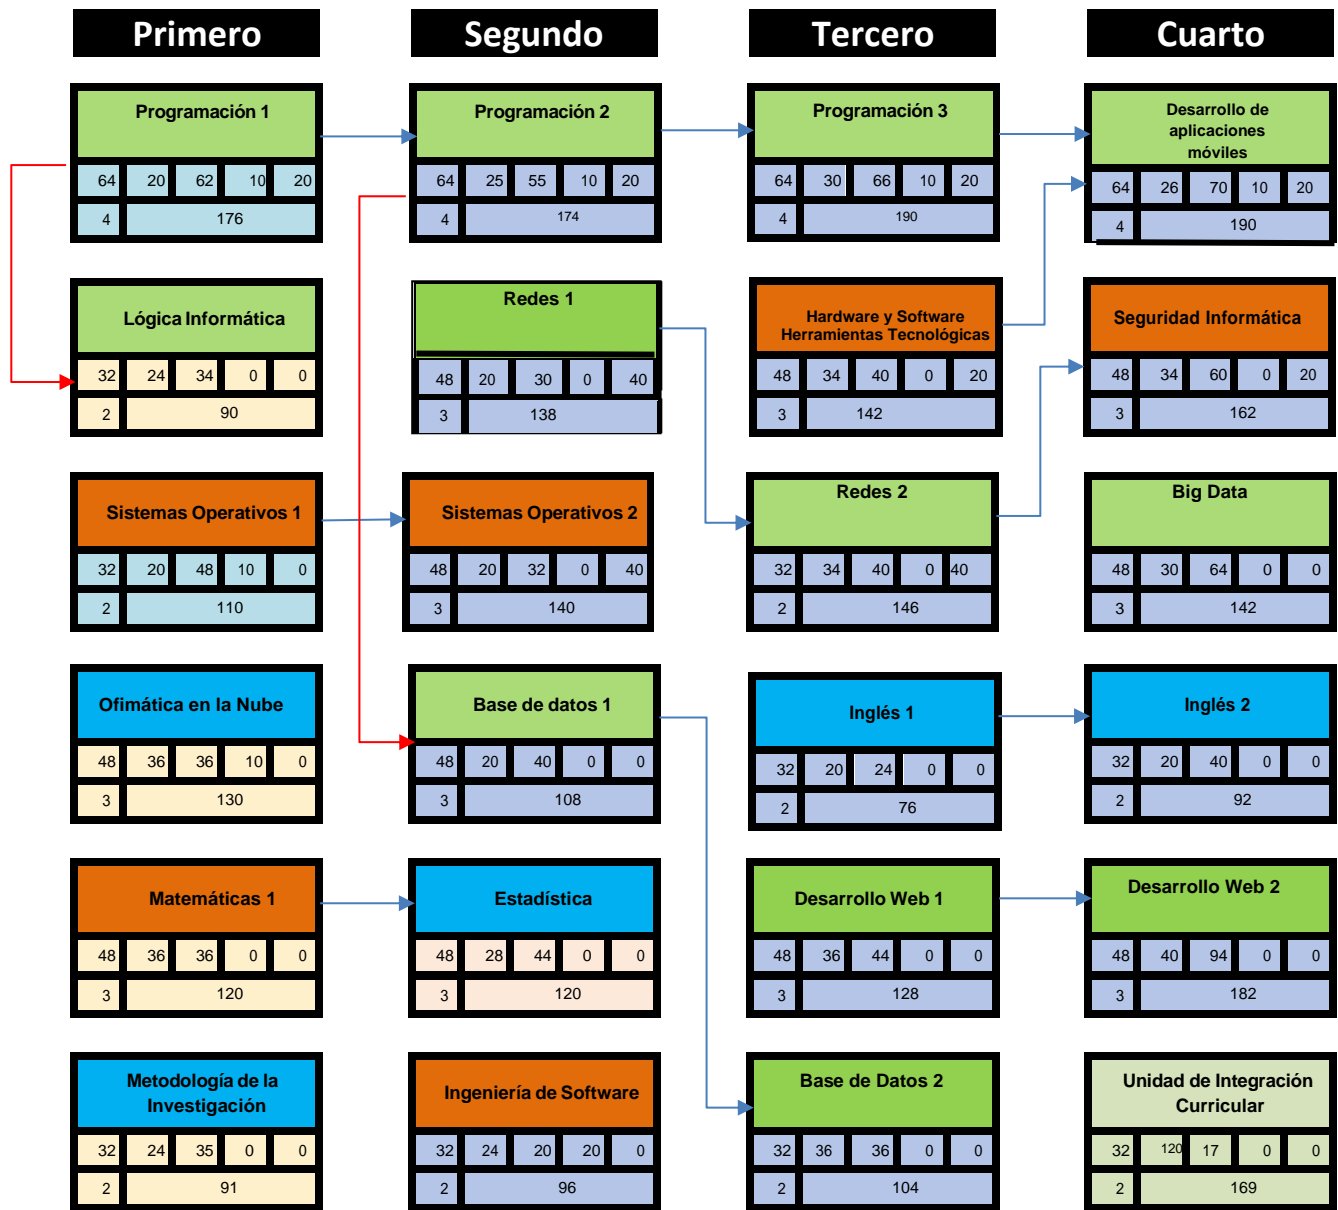 Primero
Segundo
Tercero
Cuarto
Programación 1
64 20 62 10 20
4 176
Programación 2
64 25 55 10 20
4 174
Programación 3
64 30 66 10 20
4 190
Desarrollo de
aplicaciones
móviles
64 26 70 10 20
4 190
Lógica Informática
32 24 34 0 0
2 90
Redes 1
48 20 30 0 40
3 138
Hardware y Software
Herramientas Tecnológicas
48 34 40 0 20
3 142
Seguridad Informática
48 34 60 0 20
3 162
Sistemas Operativos 1
32 20 48 10 0
2 110
Sistemas Operativos 2
48 20 32 0 40
3 140
Redes 2
32 34 40 0 40
2 146
Big Data
48 30 64 0 0
3 142
Ofimática en la Nube
48 36 36 10 0
3 130
Base de datos 1
48 20 40 0 0
3 108
Inglés 1
32 20 24 0 0
2 76
Inglés 2
32 20 40 0 0
2 92
Matemáticas 1
48 36 36 0 0
3 120
Estadística
48 28 44 0 0
3 120
Desarrollo Web 1
48 36 44 0 0
3 128
Desarrollo Web 2
48 40 94 0 0
3 182
Metodología de la
Investigación
32 24 35 0 0
2 91
Ingeniería de Software
32 24 20 20 0
2 96
Base de Datos 2
32 36 36 0 0
2 104
Unidad de Integración
Curricular
32 120 17 0 0
2 169